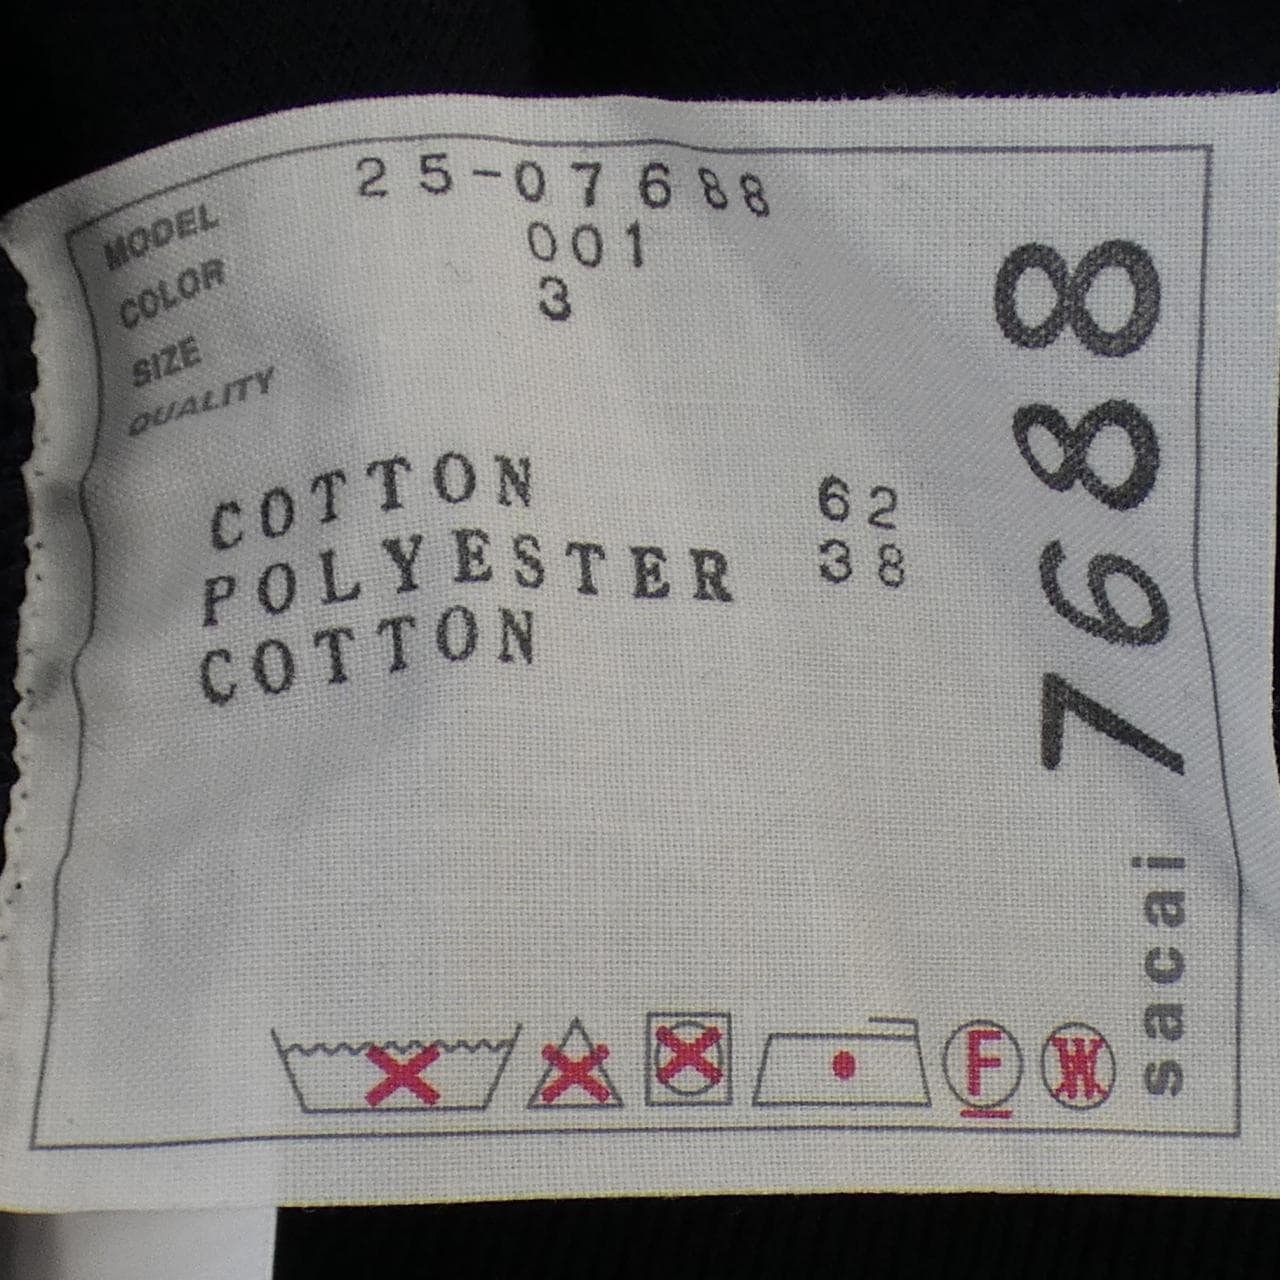 MODEL 25-07688
COLOR 001
SIZE 3
QUALITY
COTTON 62
POLYESTER 38
COTTON
F W
sacai 7688